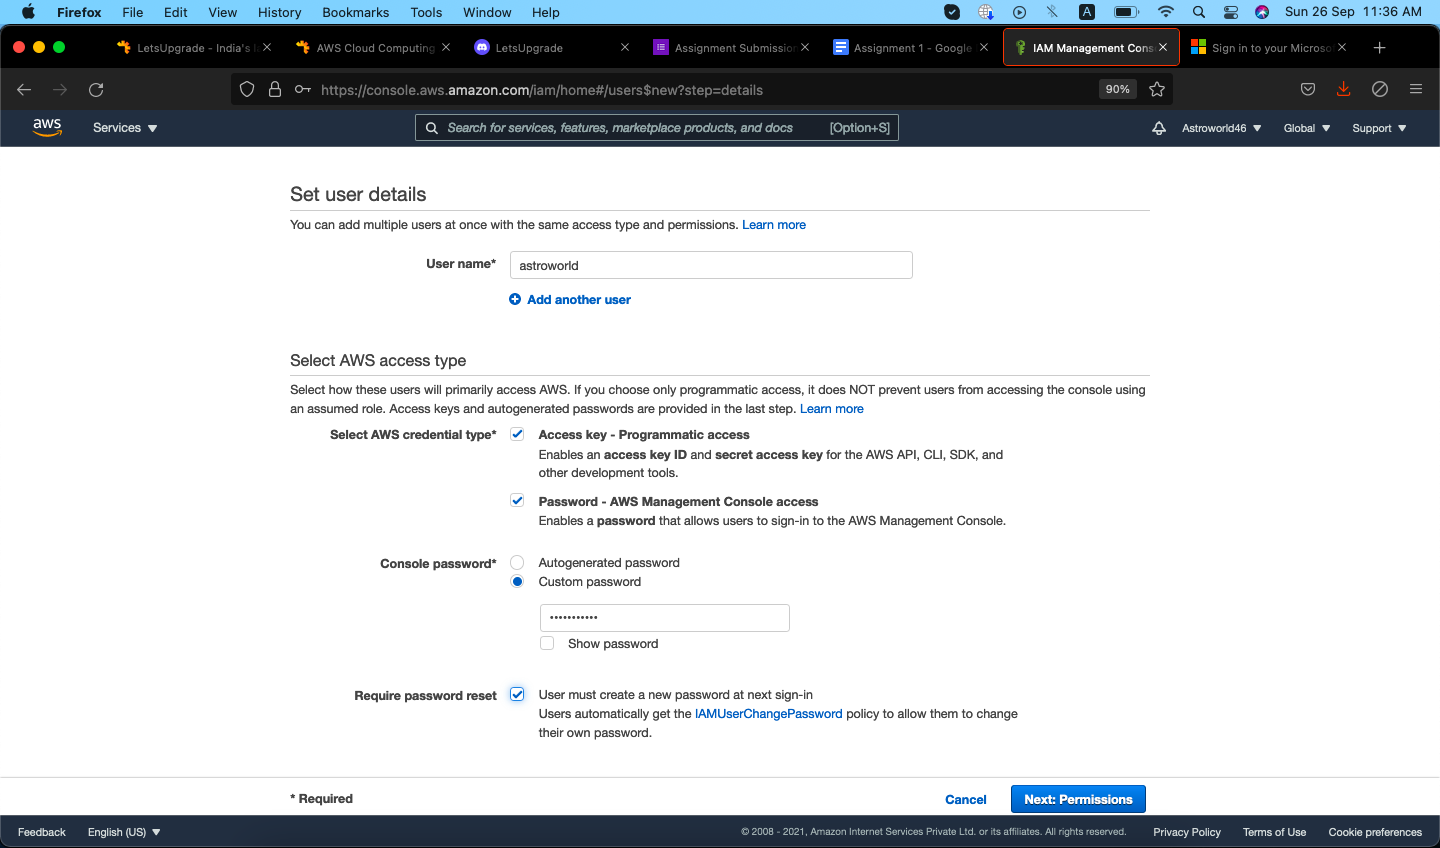 Firefox File Edit View History Bookmarks Tools Window Help A Sun 26 Sep 11:36 AM
LetsUpgrade - India's AWS Cloud Computing LetsUpgrade Assignment Submission Assignment 1 - Google IAM Management Cons Sign in to your Microso
https://console.aws.amazon.com/iam/home#/users$new?step=details 90%
aws Services Search for services, features, marketplace products, and docs [Option+S] Astroworld46 Global Support
Set user details
You can add multiple users at once with the same access type and permissions. Learn more
User name* astroworld
Add another user
Select AWS access type
Select how these users will primarily access AWS. If you choose only programmatic access, it does NOT prevent users from accessing the console using
an assumed role. Access keys and autogenerated passwords are provided in the last step. Learn more
Select AWS credential type* Access key - Programmatic access
Enables an access key ID and secret access key for the AWS API, CLI, SDK, and
other development tools.
Password - AWS Management Console access
Enables a password that allows users to sign-in to the AWS Management Console.
Console password* Autogenerated password
Custom password
•••••••••••
Show password
Require password reset User must create a new password at next sign-in
Users automatically get the IAMUserChangePassword policy to allow them to change
their own password.
* Required Cancel Next: Permissions
Feedback English (US) © 2008 - 2021, Amazon Internet Services Private Ltd. or its affiliates. All rights reserved. Privacy Policy Terms of Use Cookie preferences